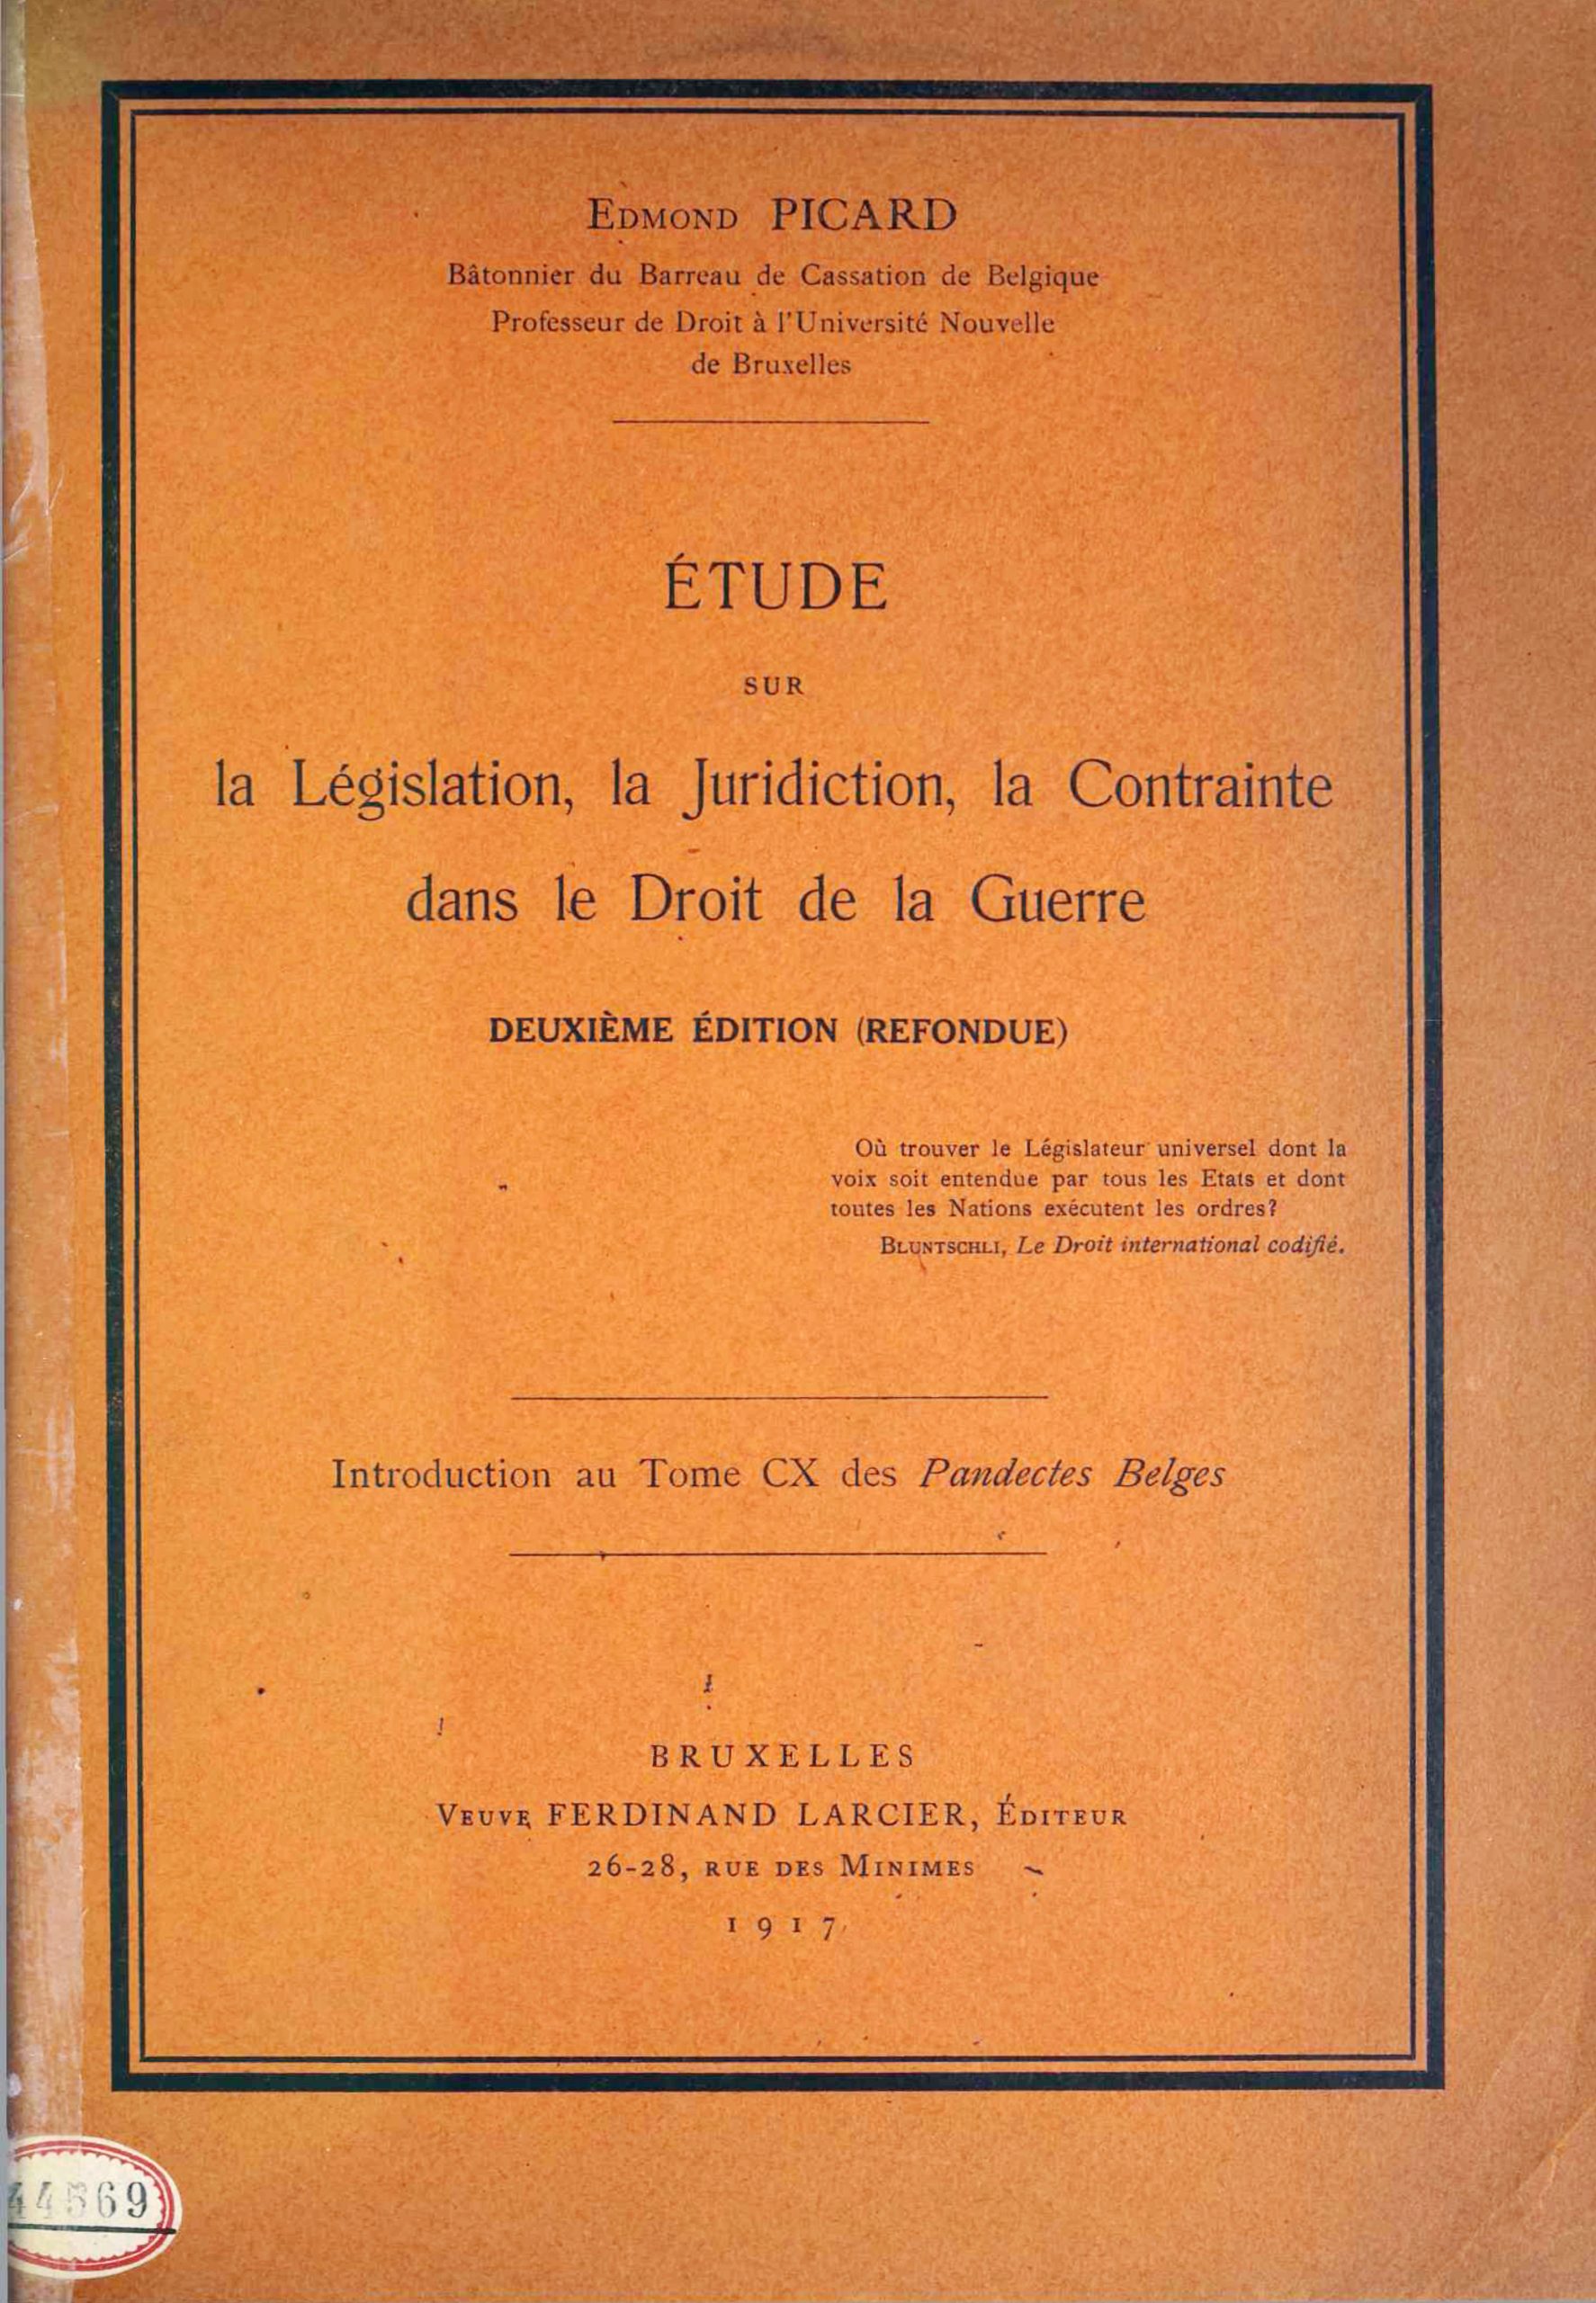 EDMOND PICARD
Bâtonnier du Barreau de Cassation de Belgique
Professeur de Droit à l'Université Nouvelle
de Bruxelles
ÉTUDE
SUR
la Législation, la Juridiction, la Contrainte
dans le Droit de la Guerre
DEUXIÈME ÉDITION (REFONDUE)
Où trouver le Législateur universel dont la
voix soit entendue par tous les Etats et dont
toutes les Nations exécutent les ordres?
BLUNTSCHLI, Le Droit international codifié.
Introduction au Tome CX des Pandectes Belges
BRUXELLES
VEUVE FERDINAND LARCIER, ÉDITEUR
26-28, RUE DES MINIMES
1917